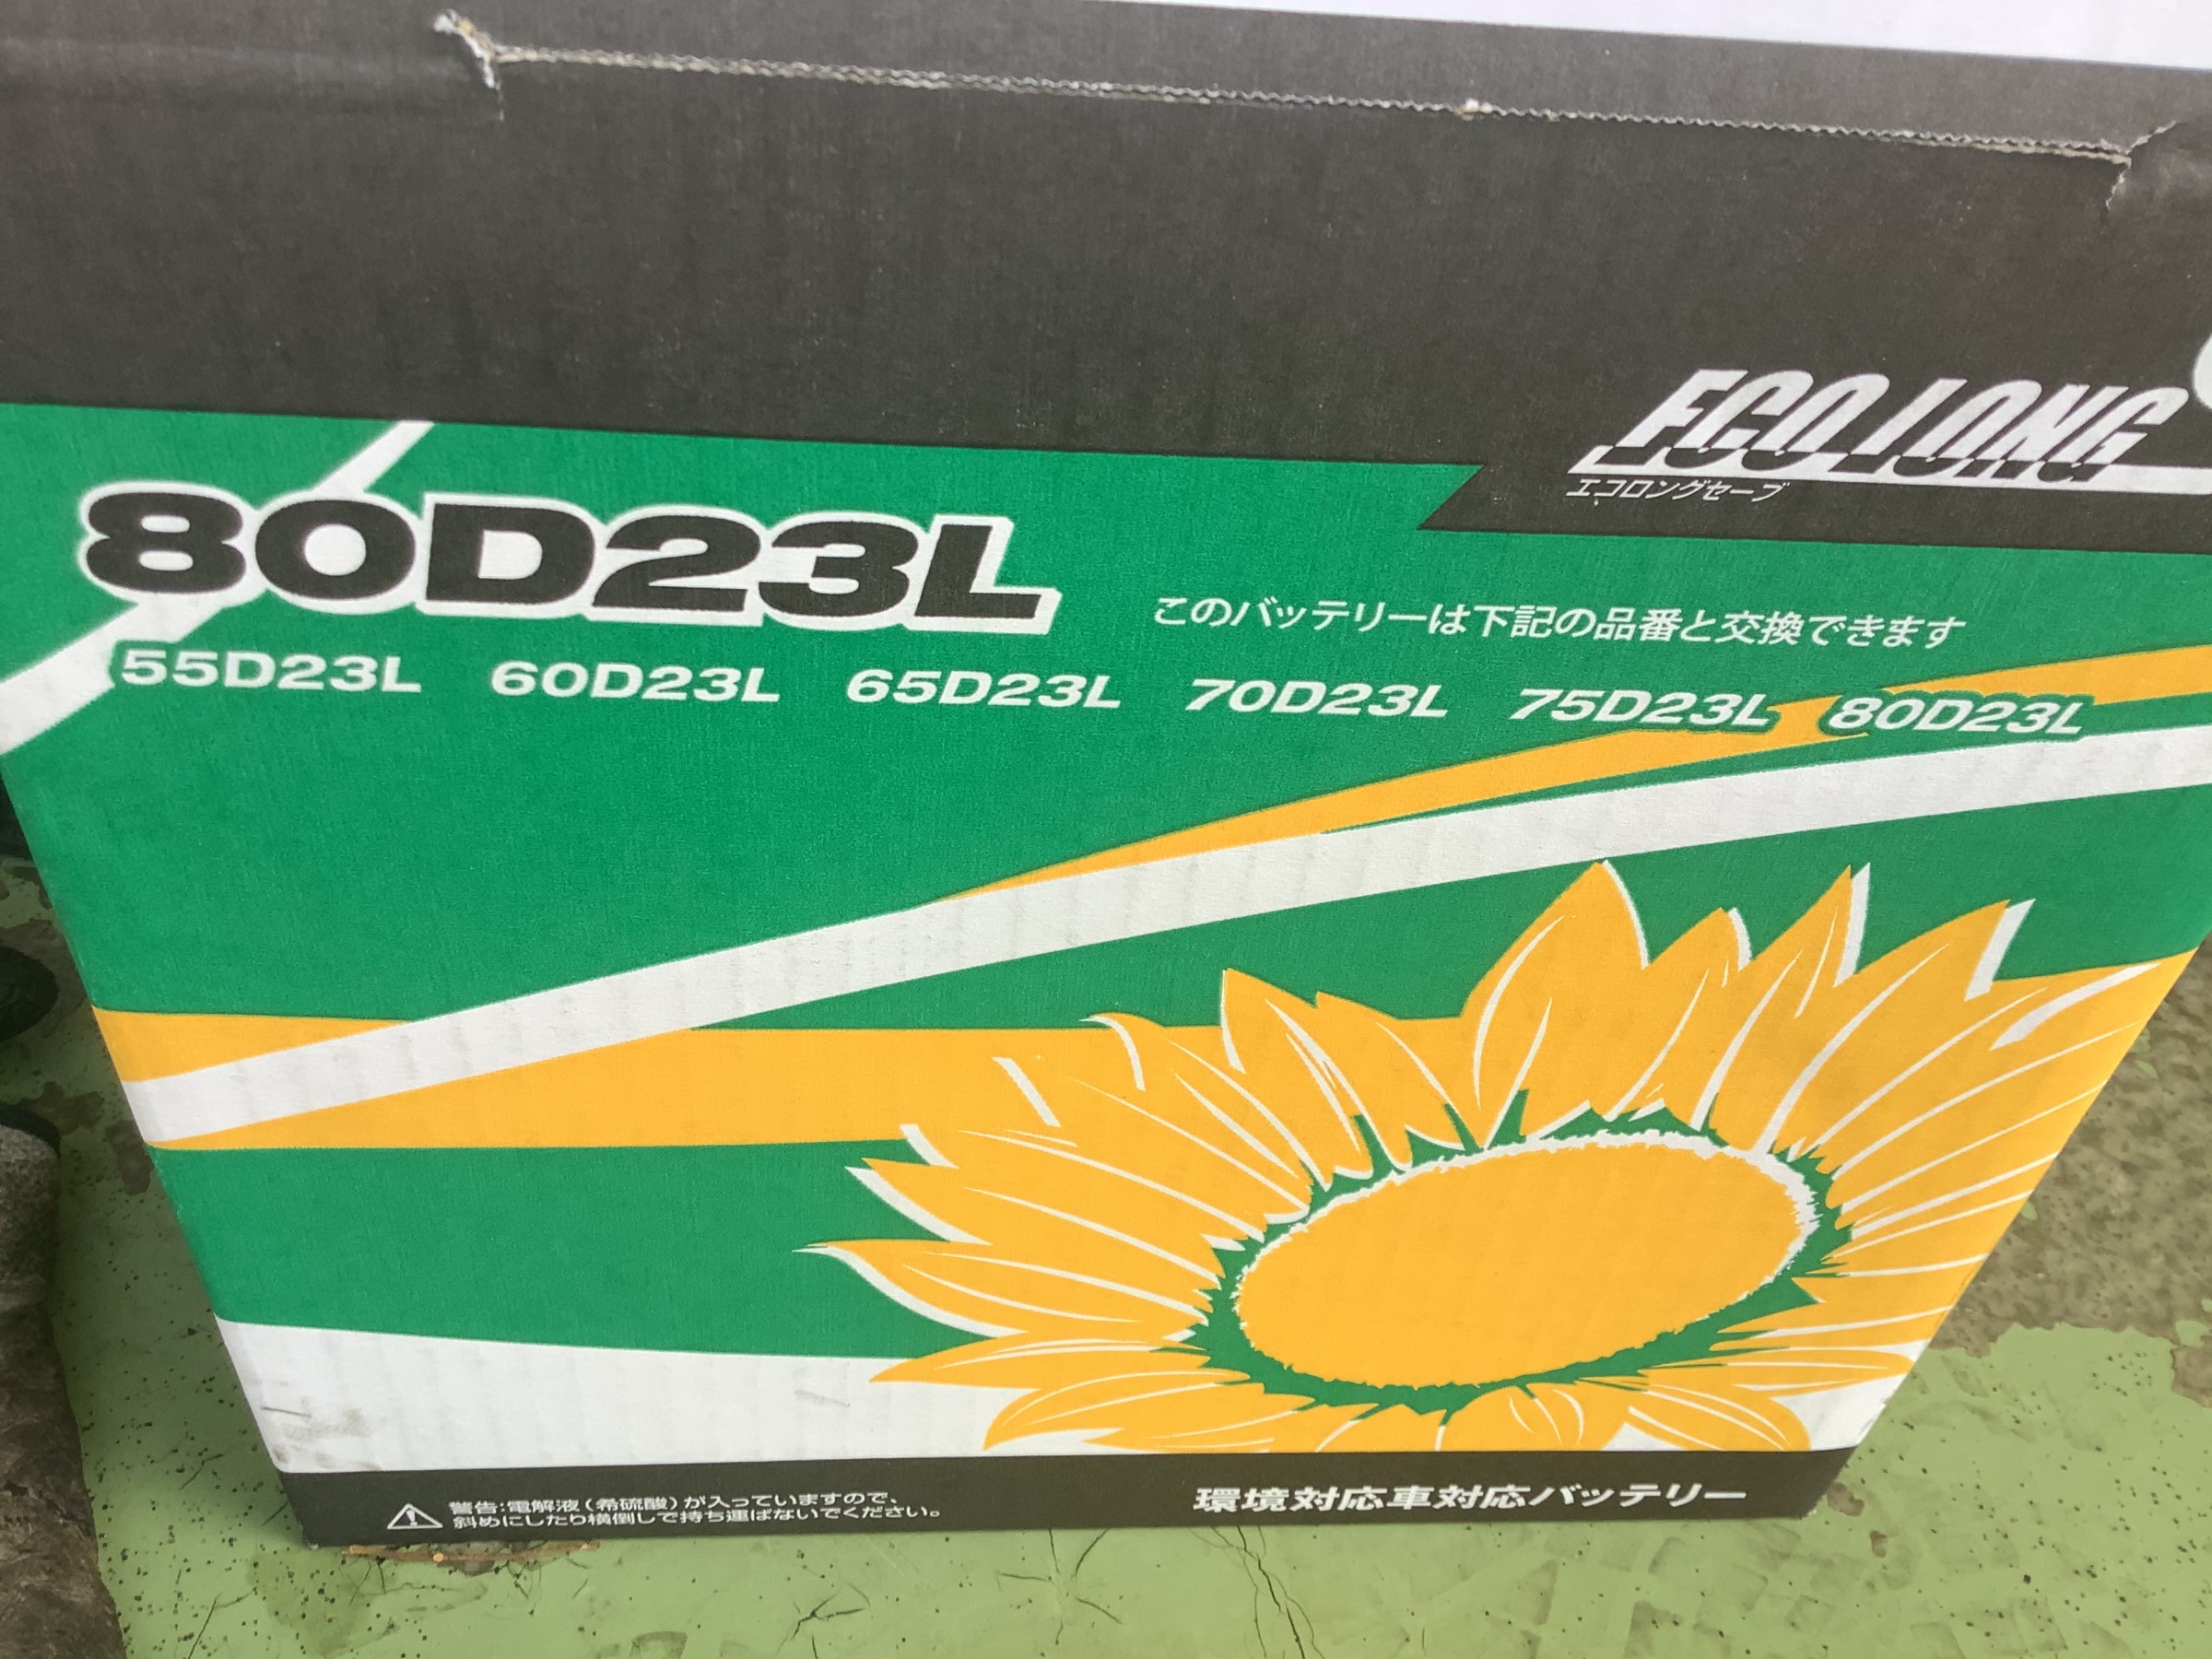 ECO LONG
エコロングセーブ
80D23L
このバッテリーは下記の品番と交換できます
55D23L 60D23L 65D23L 70D23L 75D23L 80D23L
警告:電解液(希硫酸)が入っていますので、
斜めにしたり横倒しで持ち運ばないでください。
環境対応車対応バッテリー